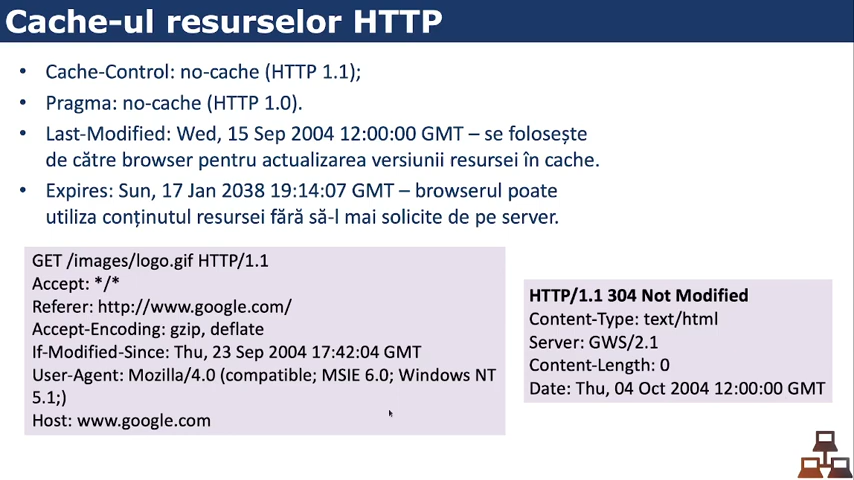 Cache-ul resurselor HTTP
• Cache-Control: no-cache (HTTP 1.1);
• Pragma: no-cache (HTTP 1.0).
• Last-Modified: Wed, 15 Sep 2004 12:00:00 GMT – se folosește
de către browser pentru actualizarea versiunii resursei în cache.
• Expires: Sun, 17 Jan 2038 19:14:07 GMT – browserul poate
utiliza conținutul resursei fără să-l mai solicite de pe server.
GET /images/logo.gif HTTP/1.1
Accept: */*
Referer: http://www.google.com/
Accept-Encoding: gzip, deflate
If-Modified-Since: Thu, 23 Sep 2004 17:42:04 GMT
User-Agent: Mozilla/4.0 (compatible; MSIE 6.0; Windows NT
5.1;)
Host: www.google.com
HTTP/1.1 304 Not Modified
Content-Type: text/html
Server: GWS/2.1
Content-Length: 0
Date: Thu, 04 Oct 2004 12:00:00 GMT